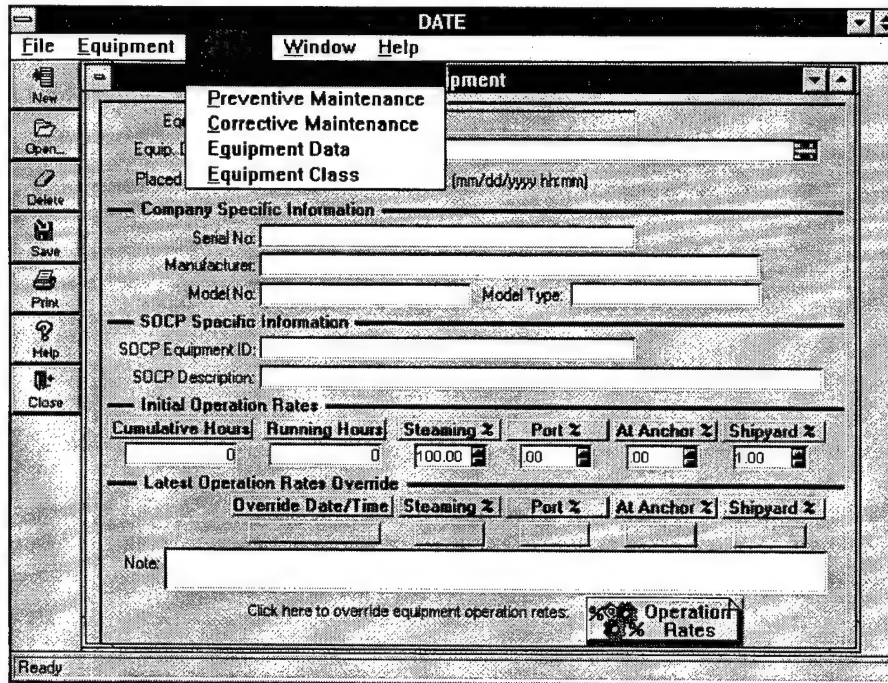 DATE
File Equipment Window Help
New
Open...
Delete
Save
Print
Help
Close
ipment
Preventive Maintenance
Corrective Maintenance
Equipment Data
Equipment Class
Equip. D
Placed (mm/dd/yyyy hh:mm)
Company Specific Information
Serial No:
Manufacturer:
Model No: Model Type:
SOCP Specific Information
SOCP Equipment ID:
SOCP Description:
Initial Operation Rates
Cumulative Hours Running Hours Steaming % Port % At Anchor % Shipyard %
0 0 100.00 .00 .00 1.00
Latest Operation Rates Override
Override Date/Time Steaming % Port % At Anchor % Shipyard %
Note:
Click here to override equipment operation rates: Operation Rates
Ready